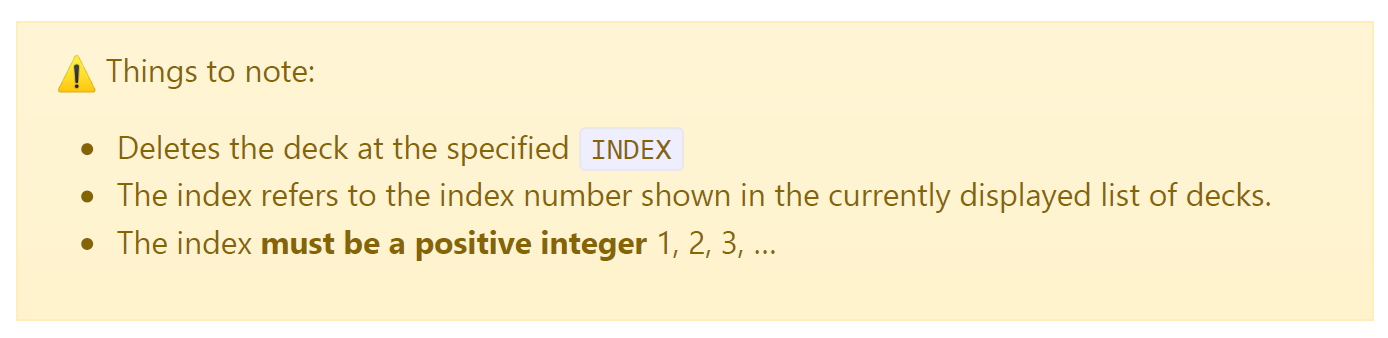 ⚠️ Things to note:
Deletes the deck at the specified INDEX
The index refers to the index number shown in the currently displayed list of decks.
The index must be a positive integer 1, 2, 3, …